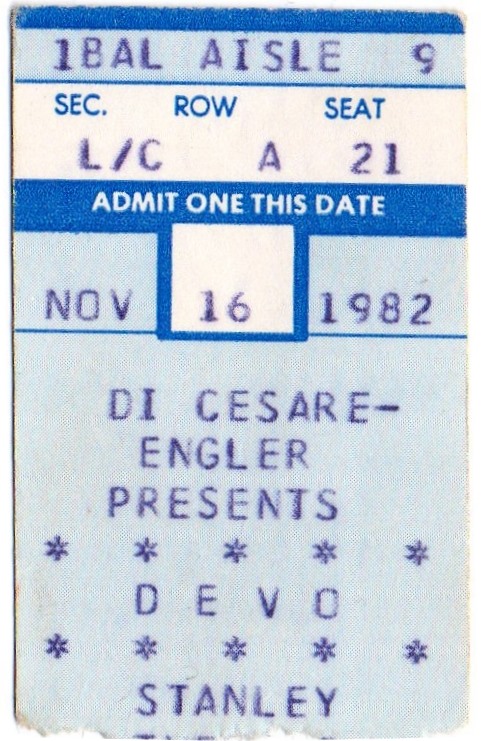 1BAL AISLE 9
SEC. ROW SEAT
L/C A 21
ADMIT ONE THIS DATE
NOV 16 1982
DI CESARE-
ENGLER
PRESENTS
* * * * *
D E V O
* * * * *
STANLEY